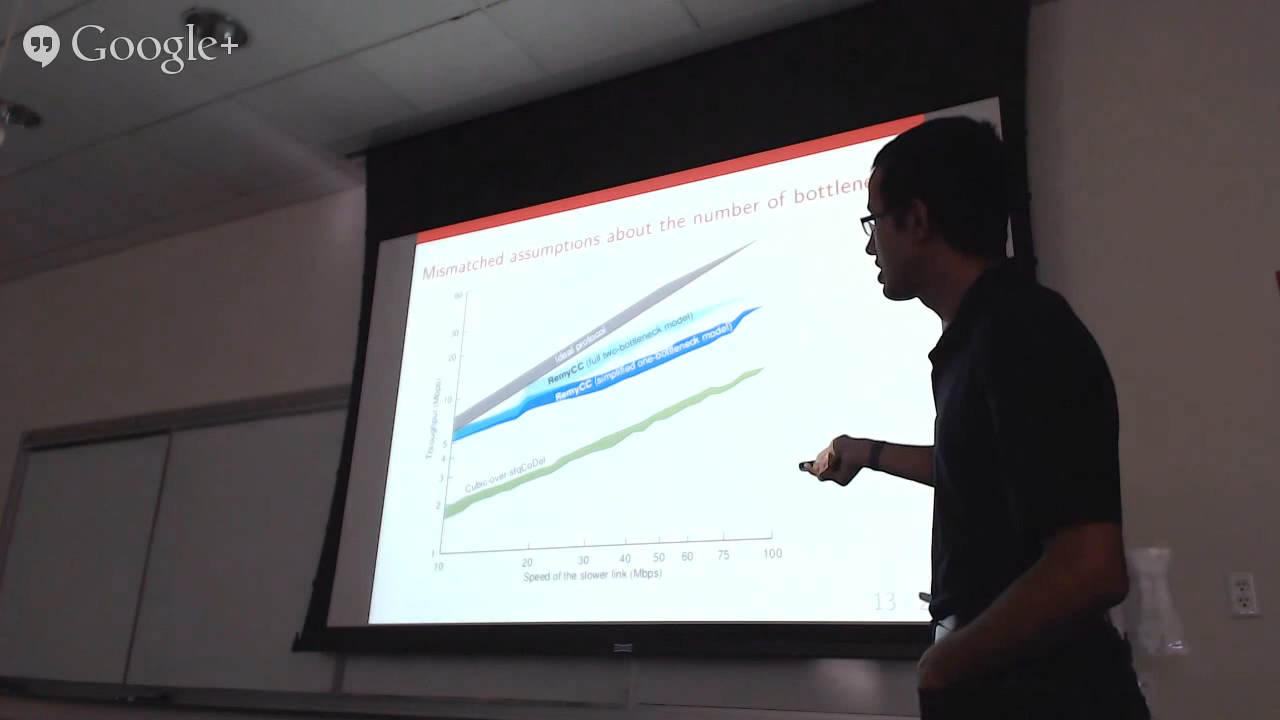 Google+
Mismatched assumptions about the number of bottlene
30
20
10
5
4
3
2
1
Throughput (Mbps)
Ideal protocol
RemyCC (full two-bottleneck model)
RemyCC (simplified one-bottleneck model)
Cubic-over-sfqCoDel
10 20 30 40 50 60 75 100
Speed of the slower link (Mbps)
13